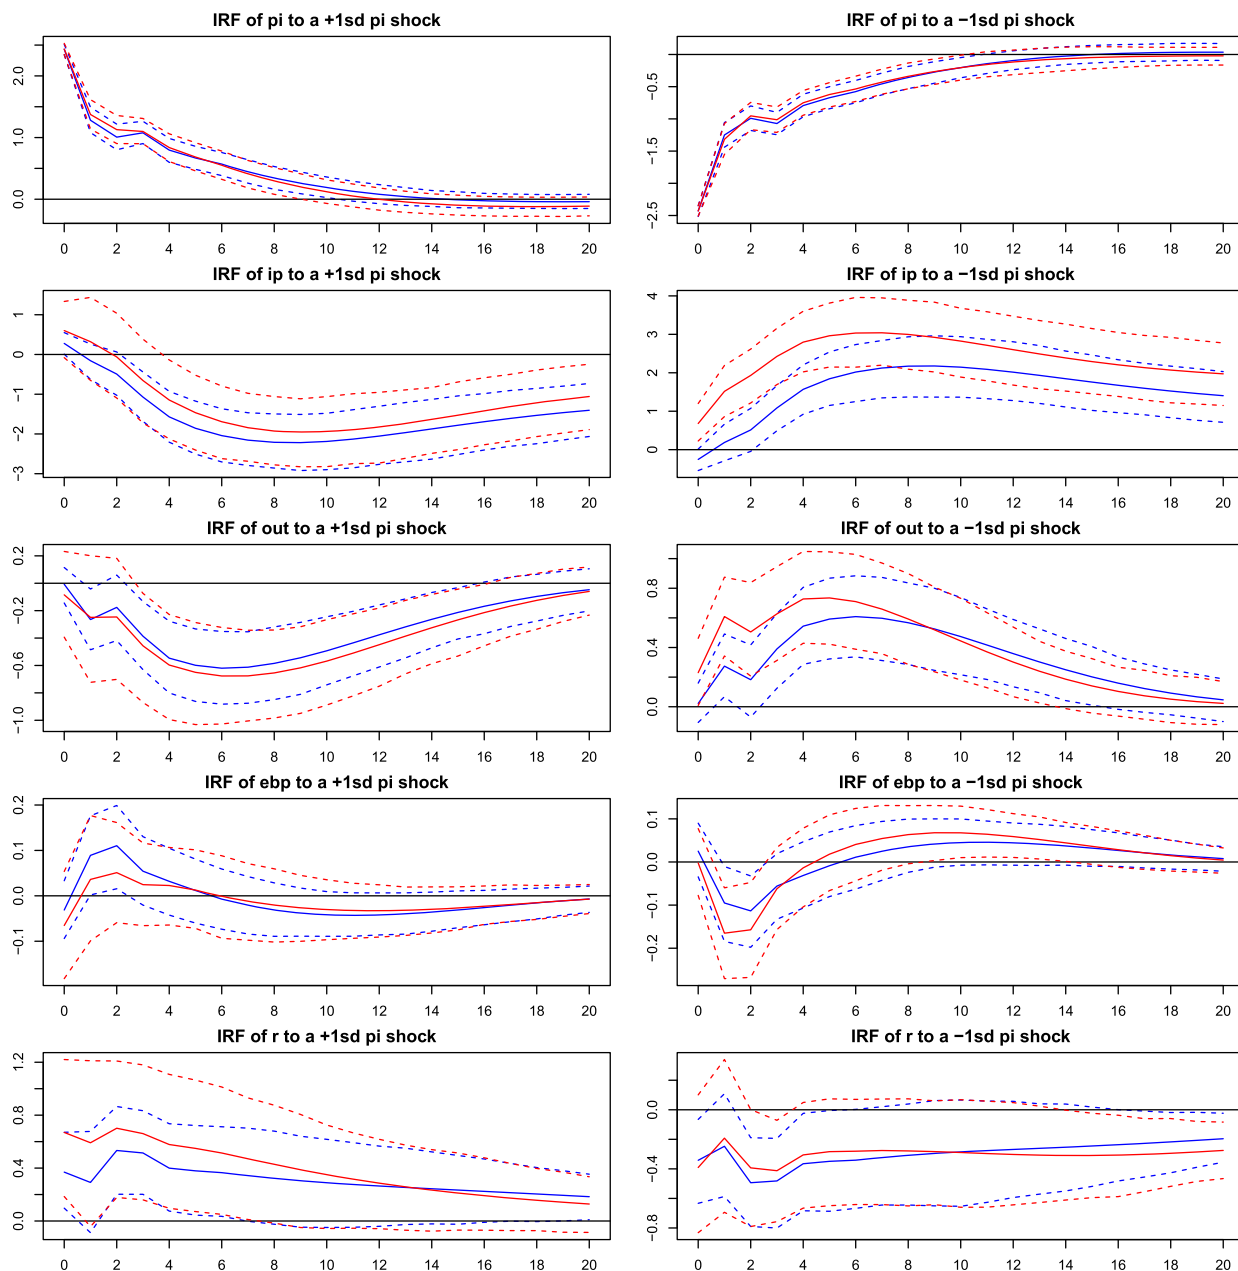 IRF of pi to a +1sd pi shock
2.0
1.0
0.0
0 2 4 6 8 10 12 14 16 18 20
IRF of pi to a −1sd pi shock
−0.5
−1.5
−2.5
0 2 4 6 8 10 12 14 16 18 20
IRF of ip to a +1sd pi shock
1
0
−1
−2
−3
0 2 4 6 8 10 12 14 16 18 20
IRF of ip to a −1sd pi shock
4
3
2
1
0
0 2 4 6 8 10 12 14 16 18 20
IRF of out to a +1sd pi shock
0.2
−0.2
−0.6
−1.0
0 2 4 6 8 10 12 14 16 18 20
IRF of out to a −1sd pi shock
0.8
0.4
0.0
0 2 4 6 8 10 12 14 16 18 20
IRF of ebp to a +1sd pi shock
0.2
0.1
0.0
−0.1
0 2 4 6 8 10 12 14 16 18 20
IRF of ebp to a −1sd pi shock
0.1
0.0
−0.1
−0.2
0 2 4 6 8 10 12 14 16 18 20
IRF of r to a +1sd pi shock
1.2
0.8
0.4
0.0
0 2 4 6 8 10 12 14 16 18 20
IRF of r to a −1sd pi shock
0.0
−0.4
−0.8
0 2 4 6 8 10 12 14 16 18 20